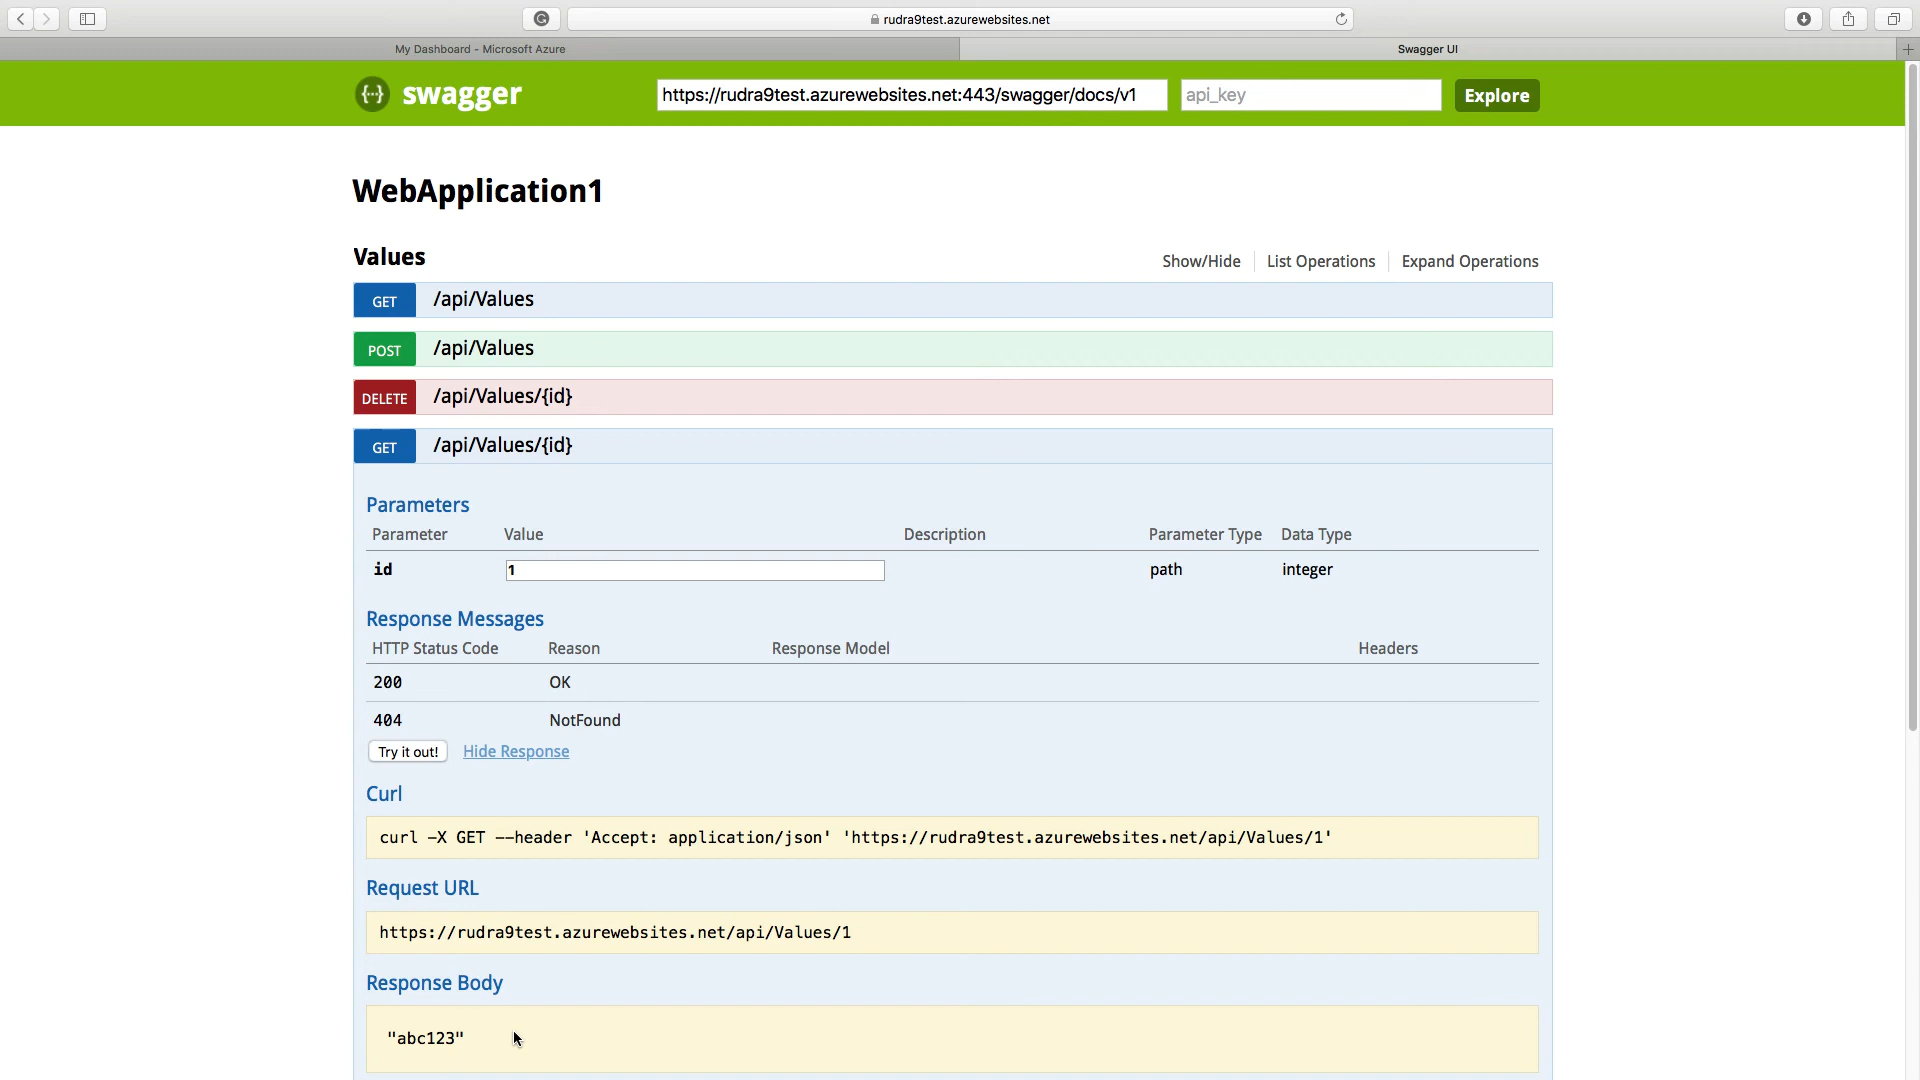 rudra9test.azurewebsites.net
My Dashboard - Microsoft Azure
Swagger UI
{···} swagger
https://rudra9test.azurewebsites.net:443/swagger/docs/v1
api_key
Explore
WebApplication1
Values
Show/Hide
List Operations
Expand Operations
GET /api/Values
POST /api/Values
DELETE /api/Values/{id}
GET /api/Values/{id}
Parameters
Parameter Value Description Parameter Type Data Type
id 1 path integer
Response Messages
HTTP Status Code Reason Response Model Headers
200 OK
404 NotFound
Try it out! Hide Response
Curl
curl -X GET --header 'Accept: application/json' 'https://rudra9test.azurewebsites.net/api/Values/1'
Request URL
https://rudra9test.azurewebsites.net/api/Values/1
Response Body
"abc123"